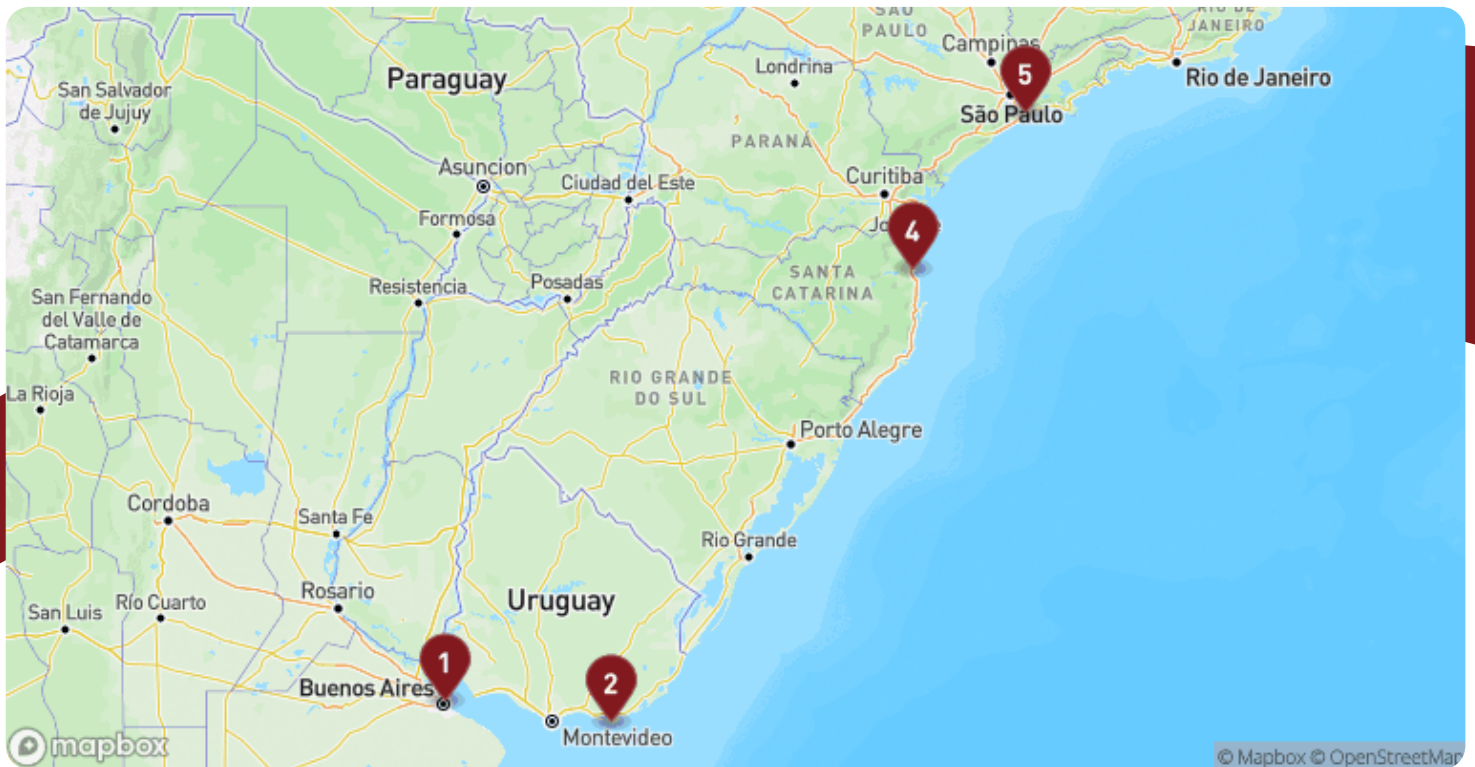 SÃO
PAULO
RIO DE
JANEIRO
Campinas
Paraguay
Londrina
5
Rio de Janeiro
San Salvador
de Jujuy
São Paulo
PARANÁ
Asuncion
Ciudad del Este
Curitiba
Formosa
4
SANTA
CATARINA
Resistencia
Posadas
San Fernando
del Valle de
Catamarca
La Rioja
RIO GRANDE
DO SUL
Porto Alegre
Cordoba
Santa Fe
Rio Grande
Rosario
Uruguay
San Luis
Río Cuarto
1
2
Buenos Aires
Montevideo
mapbox
© Mapbox © OpenStreetMap